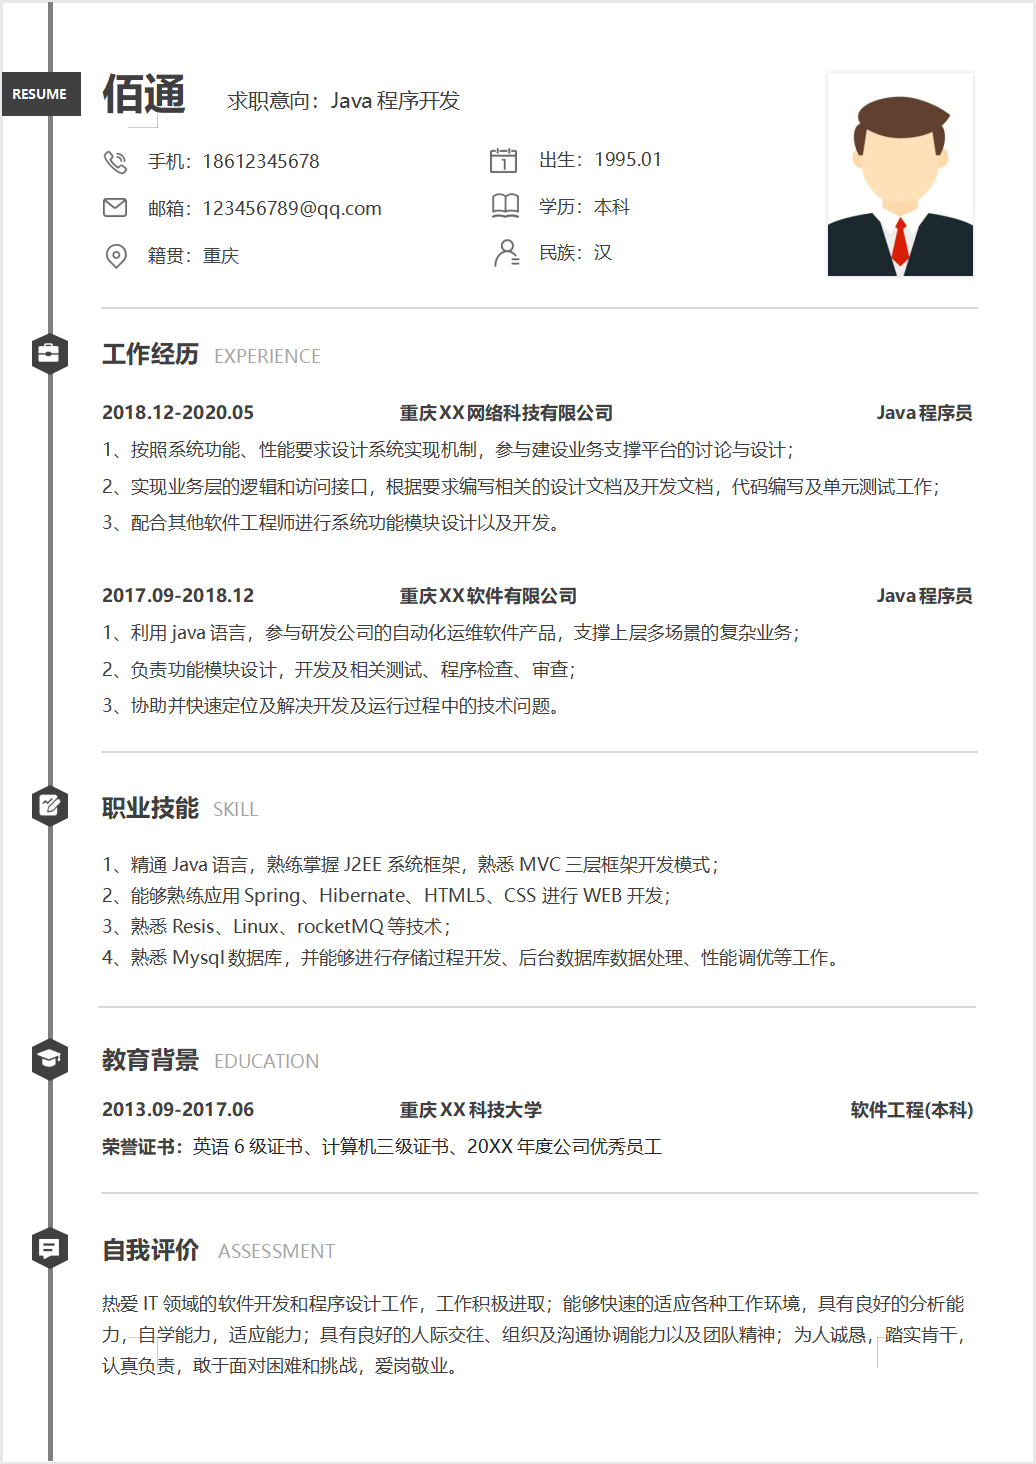 RESUME
佰通 求职意向：Java 程序开发
手机：18612345678 出生：1995.01
邮箱：123456789@qq.com 学历：本科
籍贯：重庆 民族：汉
工作经历 EXPERIENCE
2018.12-2020.05 重庆XX网络科技有限公司 Java程序员
1、按照系统功能、性能要求设计系统实现机制，参与建设业务支撑平台的讨论与设计；
2、实现业务层的逻辑和访问接口，根据要求编写相关的设计文档及开发文档，代码编写及单元测试工作；
3、配合其他软件工程师进行系统功能模块设计以及开发。
2017.09-2018.12 重庆XX软件有限公司 Java程序员
1、利用 java 语言，参与研发公司的自动化运维软件产品，支撑上层多场景的复杂业务；
2、负责功能模块设计，开发及相关测试、程序检查、审查；
3、协助并快速定位及解决开发及运行过程中的技术问题。
职业技能 SKILL
1、精通 Java 语言，熟练掌握 J2EE 系统框架，熟悉 MVC 三层框架开发模式；
2、能够熟练应用 Spring、Hibernate、HTML5、CSS 进行 WEB 开发；
3、熟悉 Resis、Linux、rocketMQ 等技术；
4、熟悉 Mysql 数据库，并能够进行存储过程开发、后台数据库数据处理、性能调优等工作。
教育背景 EDUCATION
2013.09-2017.06 重庆XX科技大学 软件工程(本科)
荣誉证书：英语 6 级证书、计算机三级证书、20XX 年度公司优秀员工
自我评价 ASSESSMENT
热爱 IT 领域的软件开发和程序设计工作，工作积极进取；能够快速的适应各种工作环境，具有良好的分析能
力，自学能力，适应能力；具有良好的人际交往、组织及沟通协调能力以及团队精神；为人诚恳，踏实肯干，
认真负责，敢于面对困难和挑战，爱岗敬业。